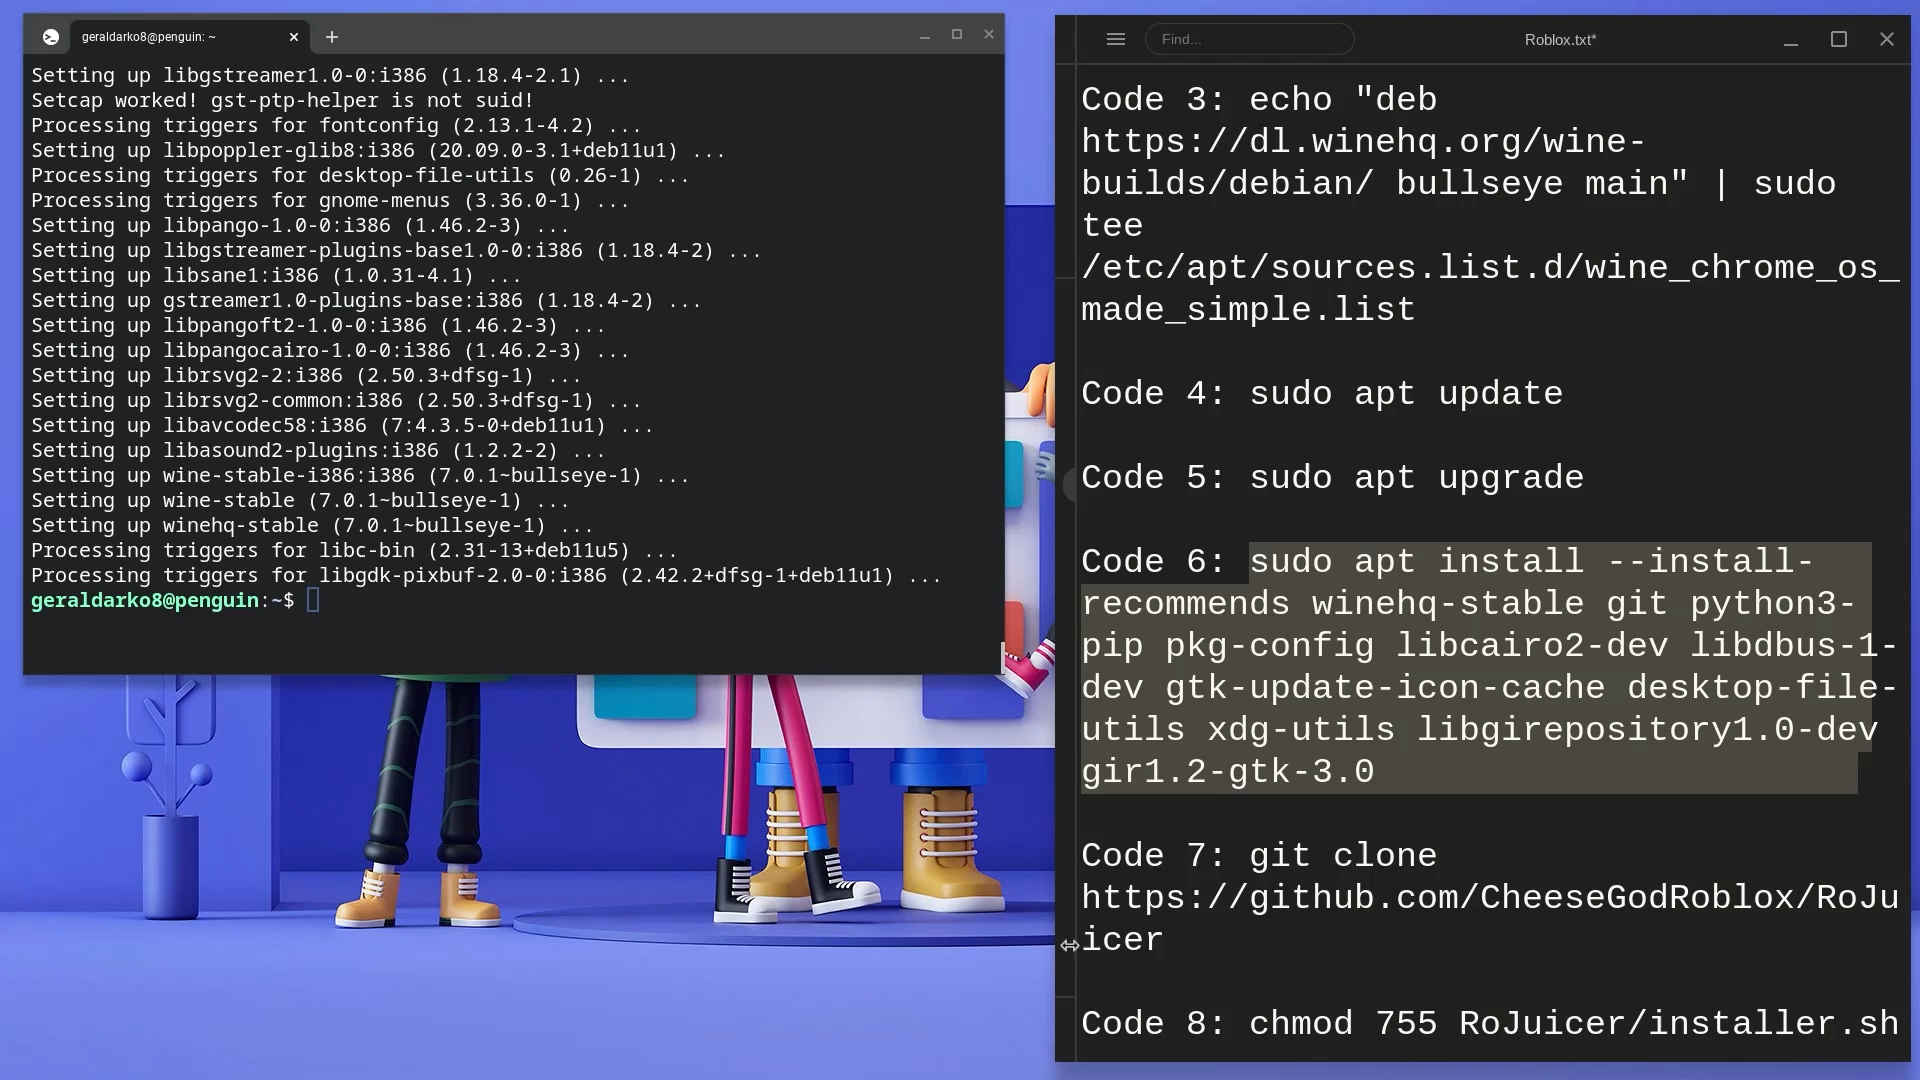 geraldarko8@penguin: ~
Setting up libgstreamer1.0-0:i386 (1.18.4-2.1) ...
Setcap worked! gst-ptp-helper is not suid!
Processing triggers for fontconfig (2.13.1-4.2) ...
Setting up libpoppler-glib8:i386 (20.09.0-3.1+deb11u1) ...
Processing triggers for desktop-file-utils (0.26-1) ...
Processing triggers for gnome-menus (3.36.0-1) ...
Setting up libpango-1.0-0:i386 (1.46.2-3) ...
Setting up libgstreamer-plugins-base1.0-0:i386 (1.18.4-2) ...
Setting up libsane1:i386 (1.0.31-4.1) ...
Setting up gstreamer1.0-plugins-base:i386 (1.18.4-2) ...
Setting up libpangoft2-1.0-0:i386 (1.46.2-3) ...
Setting up libpangocairo-1.0-0:i386 (1.46.2-3) ...
Setting up librsvg2-2:i386 (2.50.3+dfsg-1) ...
Setting up librsvg2-common:i386 (2.50.3+dfsg-1) ...
Setting up libavcodec58:i386 (7:4.3.5-0+deb11u1) ...
Setting up libasound2-plugins:i386 (1.2.2-2) ...
Setting up wine-stable-i386:i386 (7.0.1~bullseye-1) ...
Setting up wine-stable (7.0.1~bullseye-1) ...
Setting up winehq-stable (7.0.1~bullseye-1) ...
Processing triggers for libc-bin (2.31-13+deb11u5) ...
Processing triggers for libgdk-pixbuf-2.0-0:i386 (2.42.2+dfsg-1+deb11u1) ...
geraldarko8@penguin:~$
Find...
Roblox.txt*
Code 3: echo "deb
https://dl.winehq.org/wine-
builds/debian/ bullseye main" | sudo
tee
/etc/apt/sources.list.d/wine_chrome_os_
made_simple.list
Code 4: sudo apt update
Code 5: sudo apt upgrade
Code 6: sudo apt install --install-
recommends winehq-stable git python3-
pip pkg-config libcairo2-dev libdbus-1-
dev gtk-update-icon-cache desktop-file-
utils xdg-utils libgirepository1.0-dev
gir1.2-gtk-3.0
Code 7: git clone
https://github.com/CheeseGodRoblox/RoJu
icer
Code 8: chmod 755 RoJuicer/installer.sh